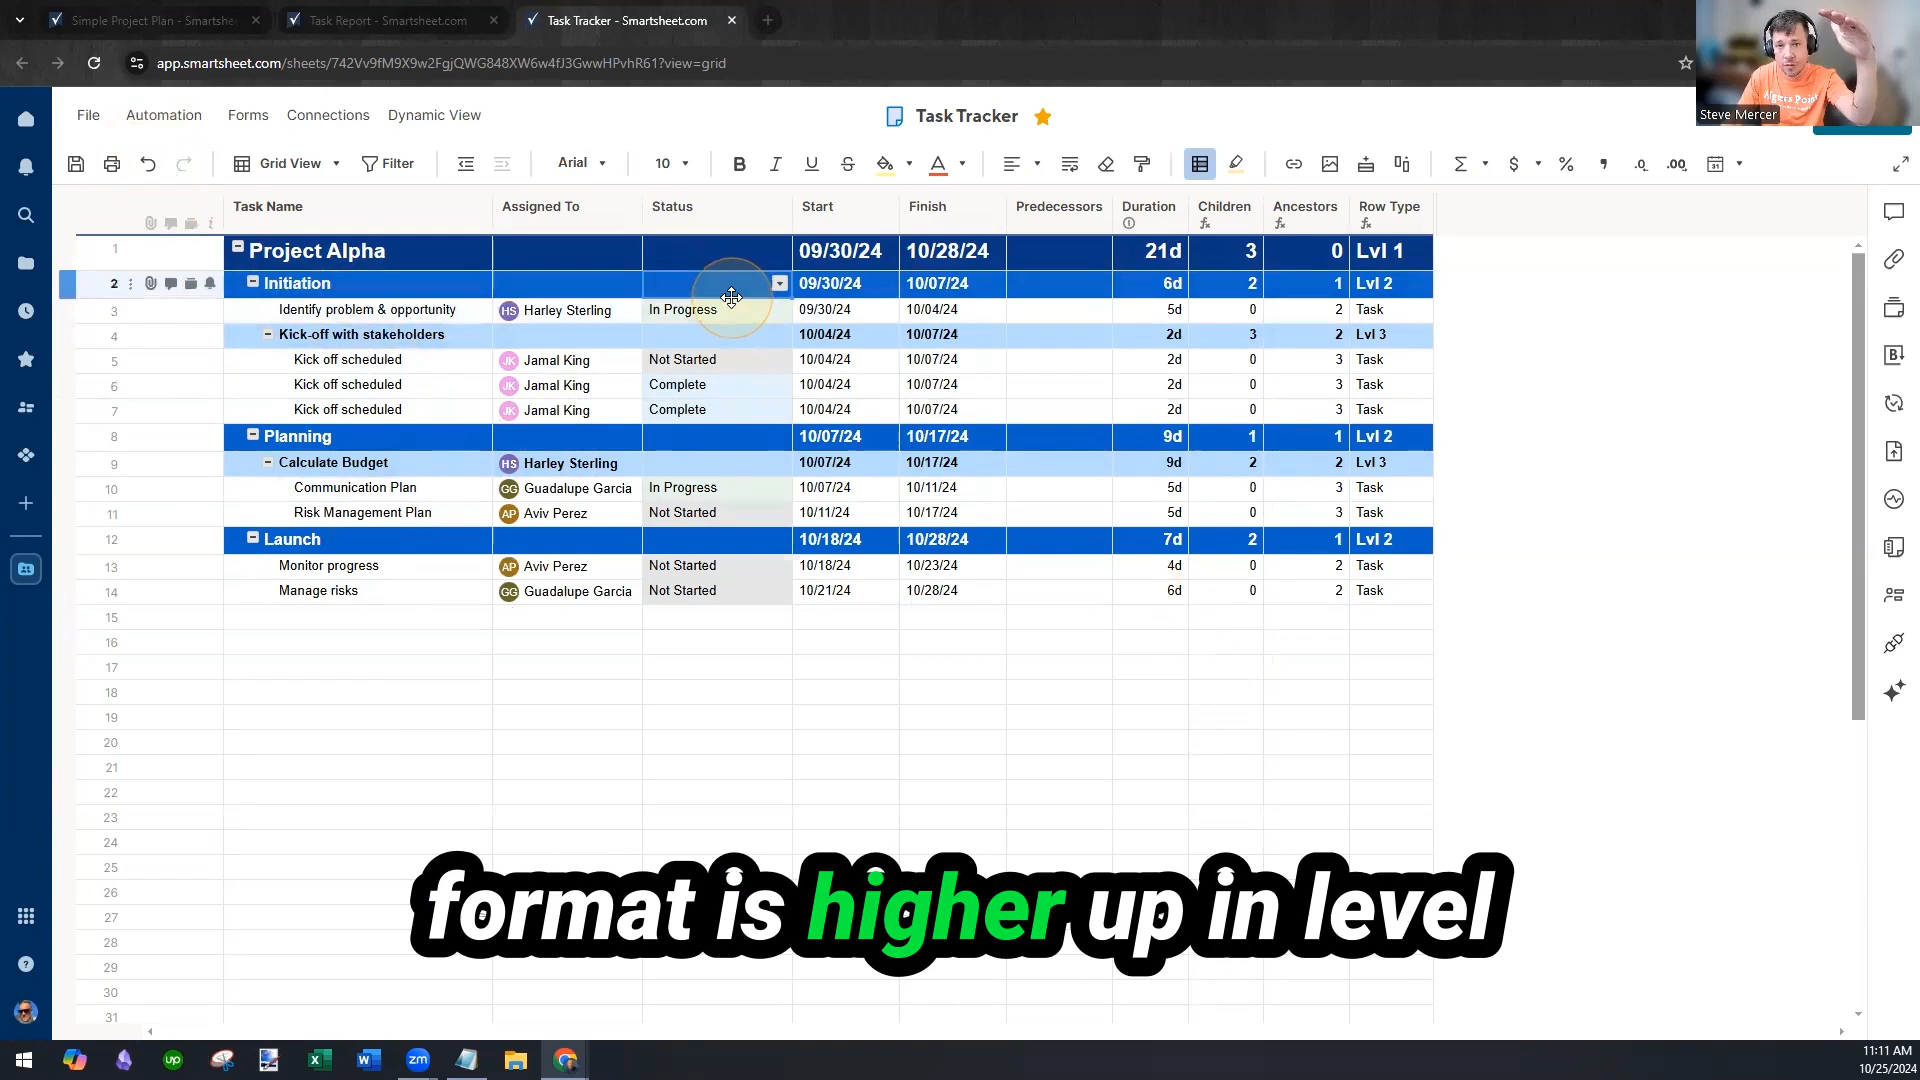 Simple Project Plan - Smartshe
Task Report - Smartsheet.com
Task Tracker - Smartsheet.com
app.smartsheet.com/sheets/742Vv9fM9X9w2FgjQWG848XW6w4fJ3GwwHPvhR61?view=grid
Algiers Point
Steve Mercer
File Automation Forms Connections Dynamic View
Task Tracker
Grid View Filter Arial 10 B I U S
Task Name Assigned To Status Start Finish Predecessors Duration Children Ancestors Row Type
1 Project Alpha 09/30/24 10/28/24 21d 3 0 Lvl 1
2 Initiation 09/30/24 10/07/24 6d 2 1 Lvl 2
3 Identify problem & opportunity HS Harley Sterling In Progress 09/30/24 10/04/24 5d 0 2 Task
4 Kick-off with stakeholders 10/04/24 10/07/24 2d 3 2 Lvl 3
5 Kick off scheduled JK Jamal King Not Started 10/04/24 10/07/24 2d 0 3 Task
6 Kick off scheduled JK Jamal King Complete 10/04/24 10/07/24 2d 0 3 Task
7 Kick off scheduled JK Jamal King Complete 10/04/24 10/07/24 2d 0 3 Task
8 Planning 10/07/24 10/17/24 9d 1 1 Lvl 2
9 Calculate Budget HS Harley Sterling 10/07/24 10/17/24 9d 2 2 Lvl 3
10 Communication Plan GG Guadalupe Garcia In Progress 10/07/24 10/11/24 5d 0 3 Task
11 Risk Management Plan AP Aviv Perez Not Started 10/11/24 10/17/24 5d 0 3 Task
12 Launch 10/18/24 10/28/24 7d 2 1 Lvl 2
13 Monitor progress AP Aviv Perez Not Started 10/18/24 10/23/24 4d 0 2 Task
14 Manage risks GG Guadalupe Garcia Not Started 10/21/24 10/28/24 6d 0 2 Task
15
16
17
18
19
20
21
22
23
24
25
26
27
28
29
30
31
format is higher up in level
11:11 AM
10/25/2024